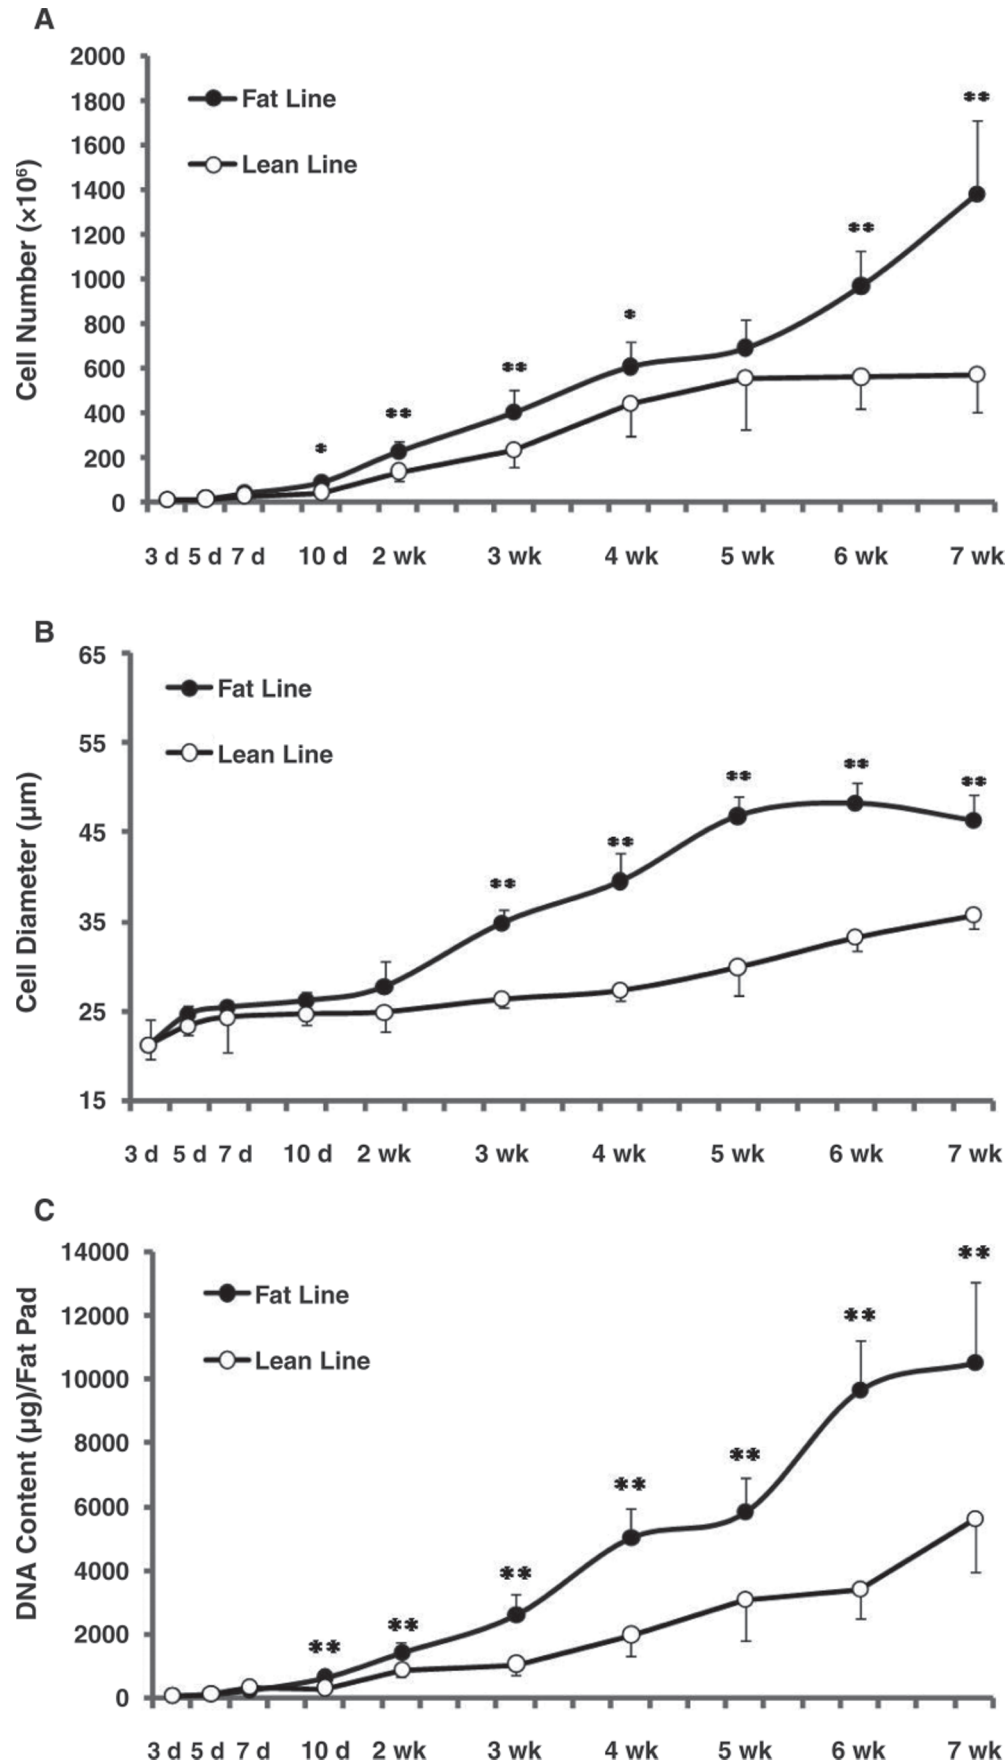 A
2000
1800
1600
1400
1200
1000
800
600
400
200
0
Cell Number (×10⁶)
Fat Line
Lean Line
*
**
**
*
**
**
3 d 5 d 7 d 10 d 2 wk 3 wk 4 wk 5 wk 6 wk 7 wk
B
65
55
45
35
25
15
Cell Diameter (µm)
Fat Line
Lean Line
**
**
**
**
**
3 d 5 d 7 d 10 d 2 wk 3 wk 4 wk 5 wk 6 wk 7 wk
C
14000
12000
10000
8000
6000
4000
2000
0
DNA Content (µg)/Fat Pad
Fat Line
Lean Line
**
**
**
**
**
**
**
3 d 5 d 7 d 10 d 2 wk 3 wk 4 wk 5 wk 6 wk 7 wk